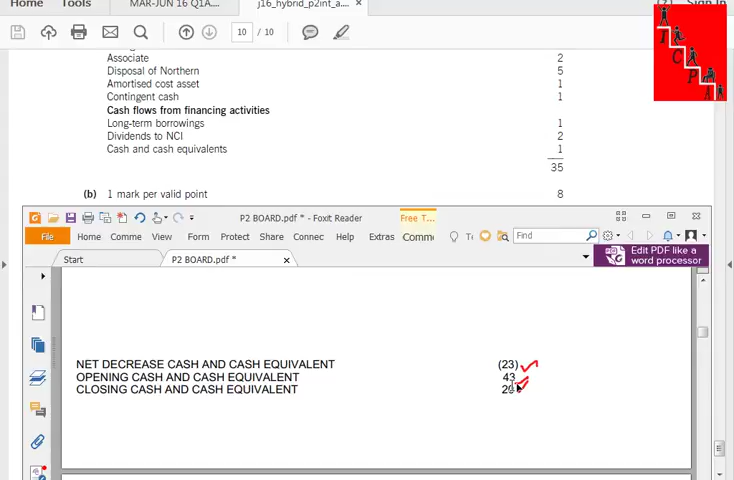 Home Tools MAR-JUN 16 Q1A... j16_hybrid_p2int_a... × (?) Sign In
10 / 10
Associate 2
Disposal of Northern 5
Amortised cost asset 1
Contingent cash 1
Cash flows from financing activities
Long-term borrowings 1
Dividends to NCI 2
Cash and cash equivalents 1
35
(b) 1 mark per valid point 8
I
C
P
A
P2 BOARD.pdf * - Foxit Reader Free T...
File Home Comme View Form Protect Share Connec Help Extras Commc Find
Start P2 BOARD.pdf * × Edit PDF like a
word processor
NET DECREASE CASH AND CASH EQUIVALENT (23)
OPENING CASH AND CASH EQUIVALENT 43
CLOSING CASH AND CASH EQUIVALENT